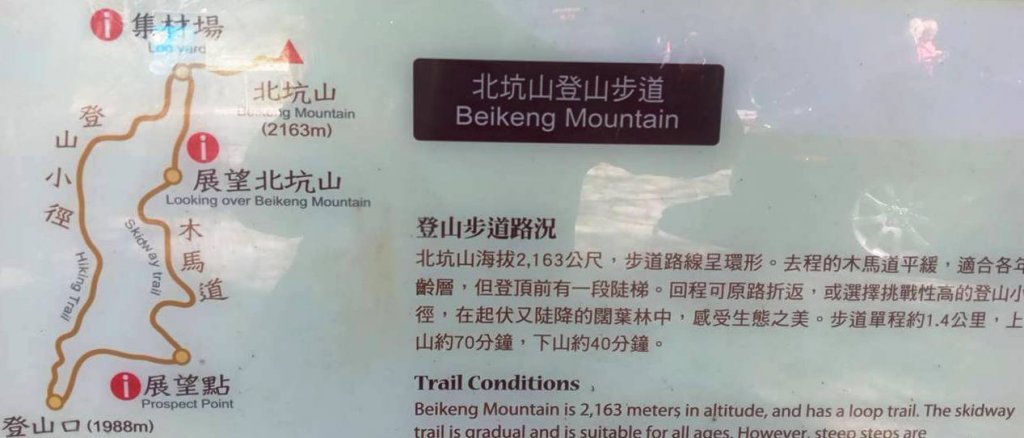 集材場
Log yard
北坑山
Beikeng Mountain
(2163m)
登山小徑
Hiking Trail
展望北坑山
Looking over Beikeng Mountain
木馬道
Skidway trail
展望點
Prospect Point
登山口 (1988m)
北坑山登山步道
Beikeng Mountain
登山步道路況
北坑山海拔2,163公尺，步道路線呈環形。去程的木馬道平緩，適合各年
齡層，但登頂前有一段陡梯。回程可原路折返，或選擇挑戰性高的登山小
徑，在起伏又陡降的闊葉林中，感受生態之美。步道單程約1.4公里，上
山約70分鐘，下山約40分鐘。
Trail Conditions
Beikeng Mountain is 2,163 meters in altitude, and has a loop trail. The skidway
trail is gradual and is suitable for all ages. However, steep steps are